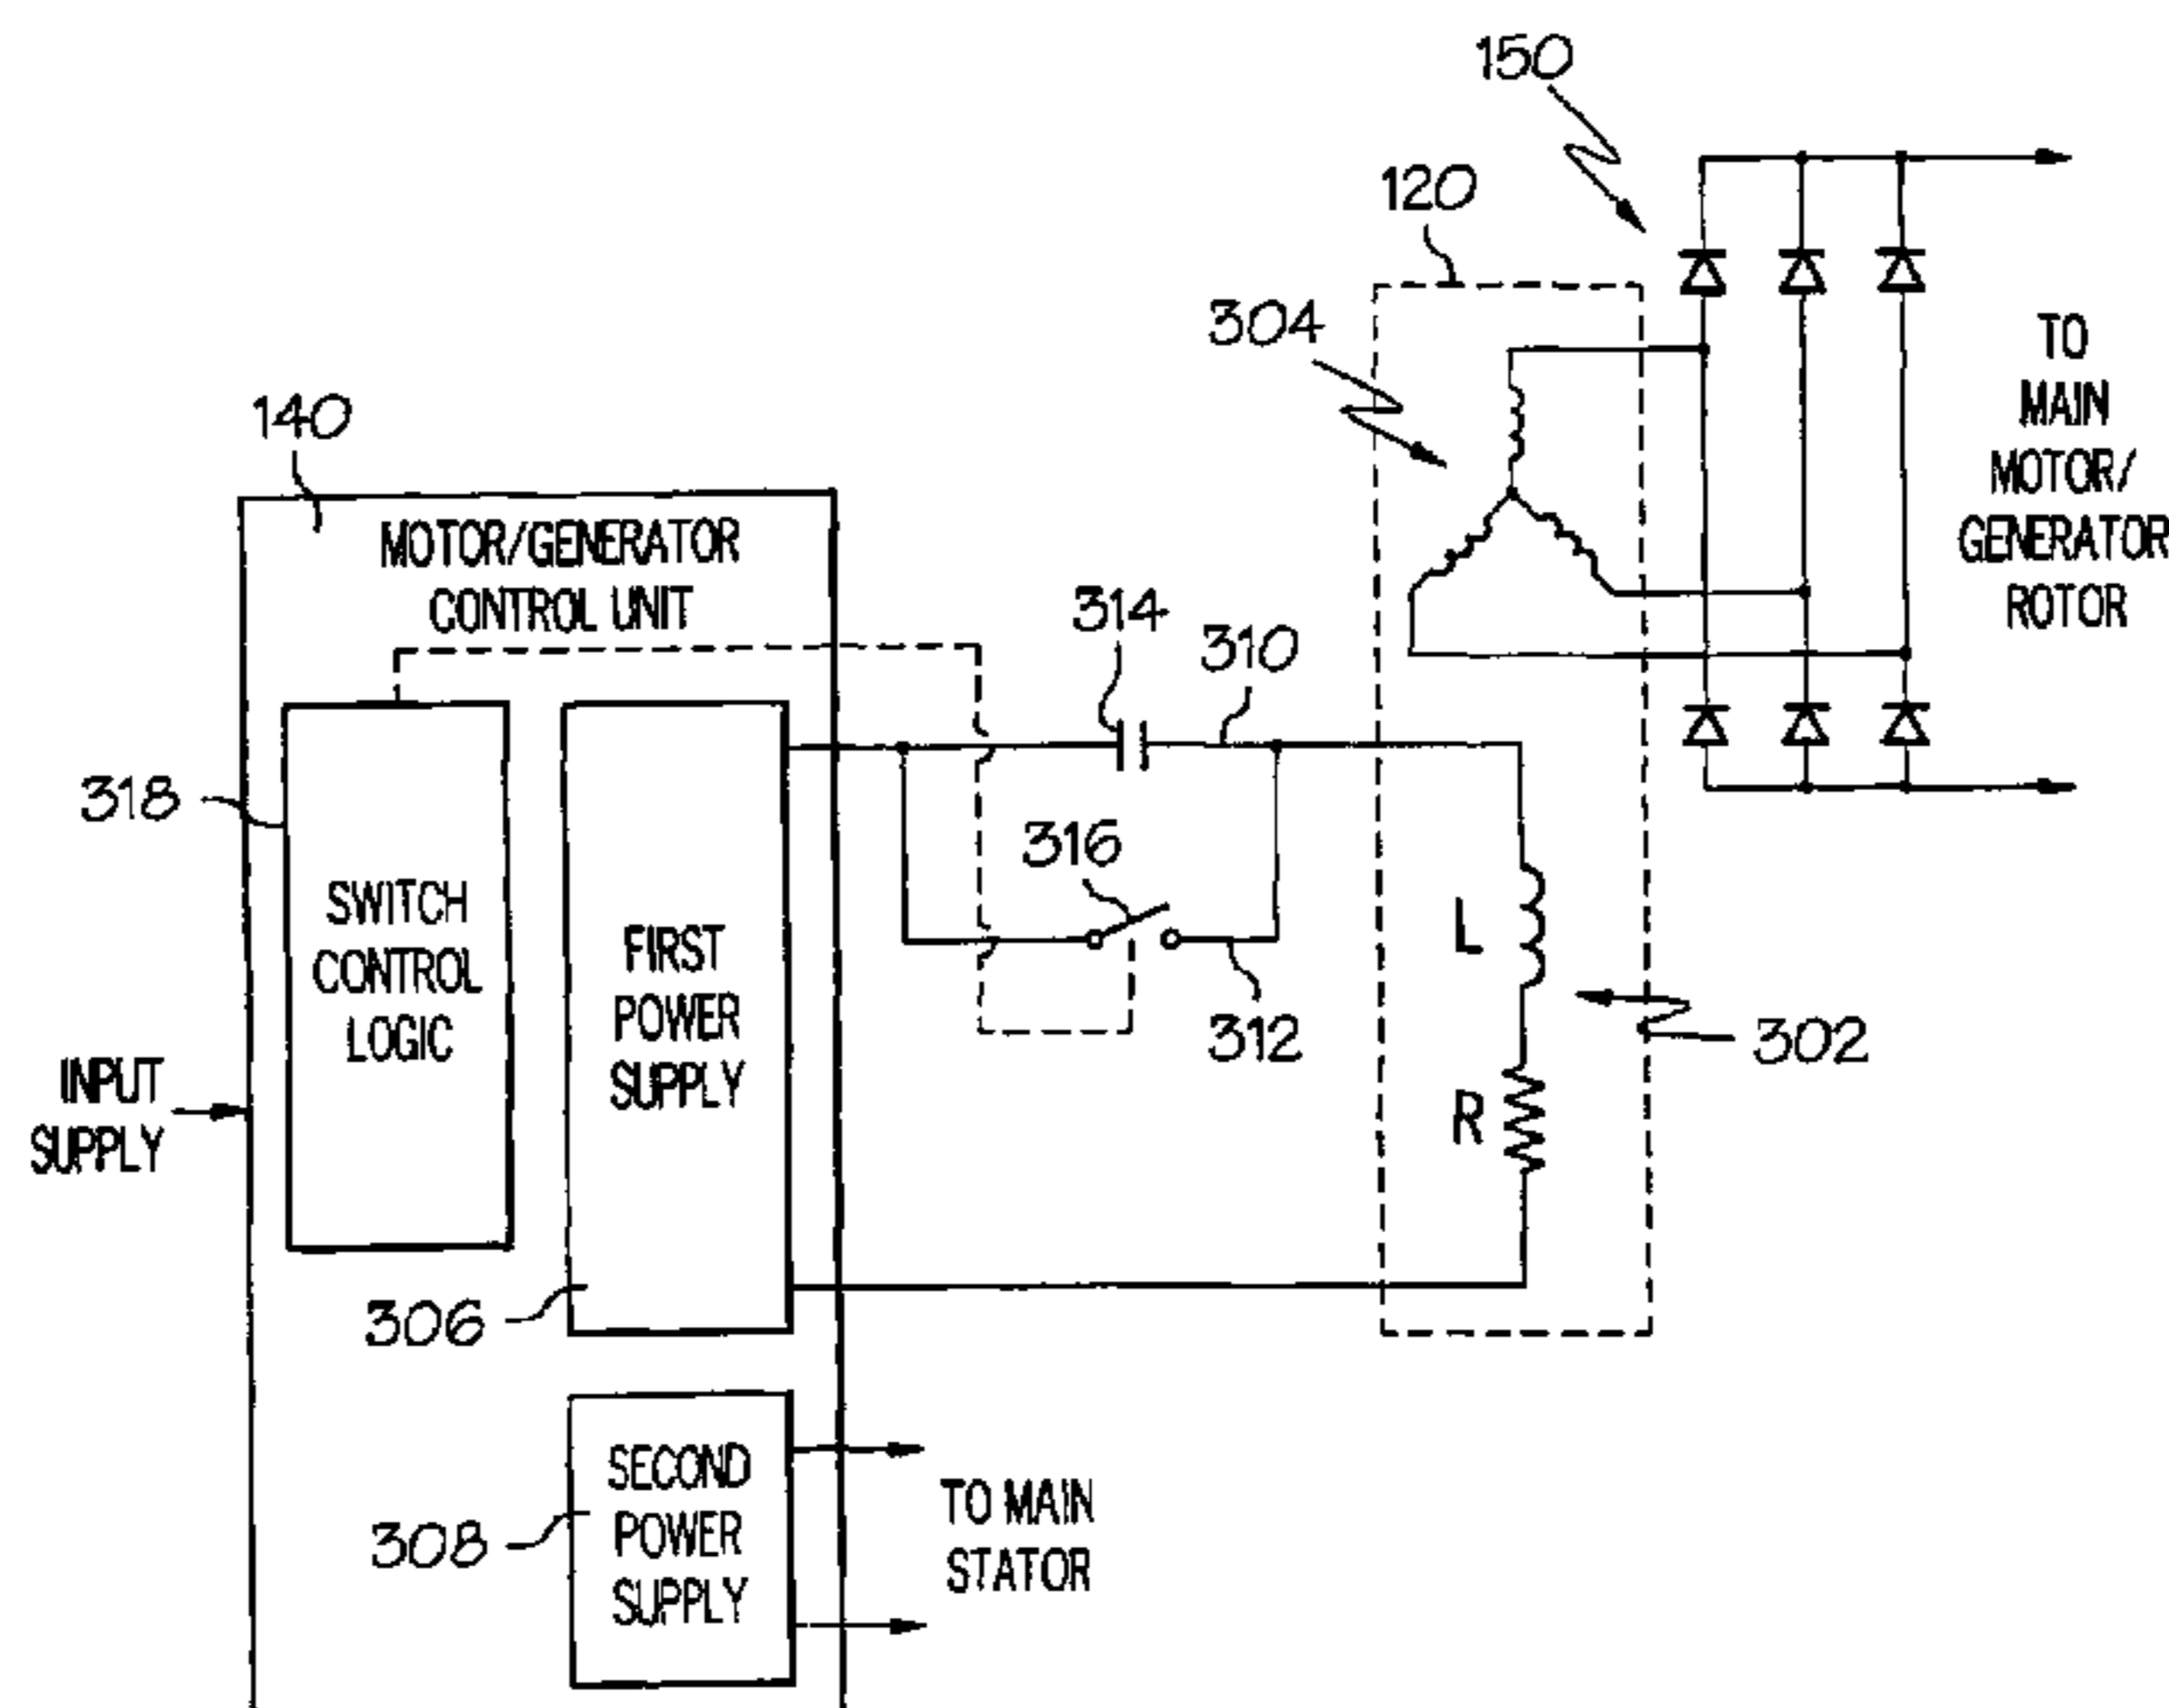 150
120
304
TO
MAIN
MOTOR/
GENERATOR
ROTOR
140
MOTOR/GENERATOR
CONTROL UNIT
314
310
318
SWITCH
CONTROL
LOGIC
FIRST
POWER
SUPPLY
316
312
L
302
R
INPUT
SUPPLY
306
SECOND
POWER
SUPPLY
308
TO MAIN
STATOR